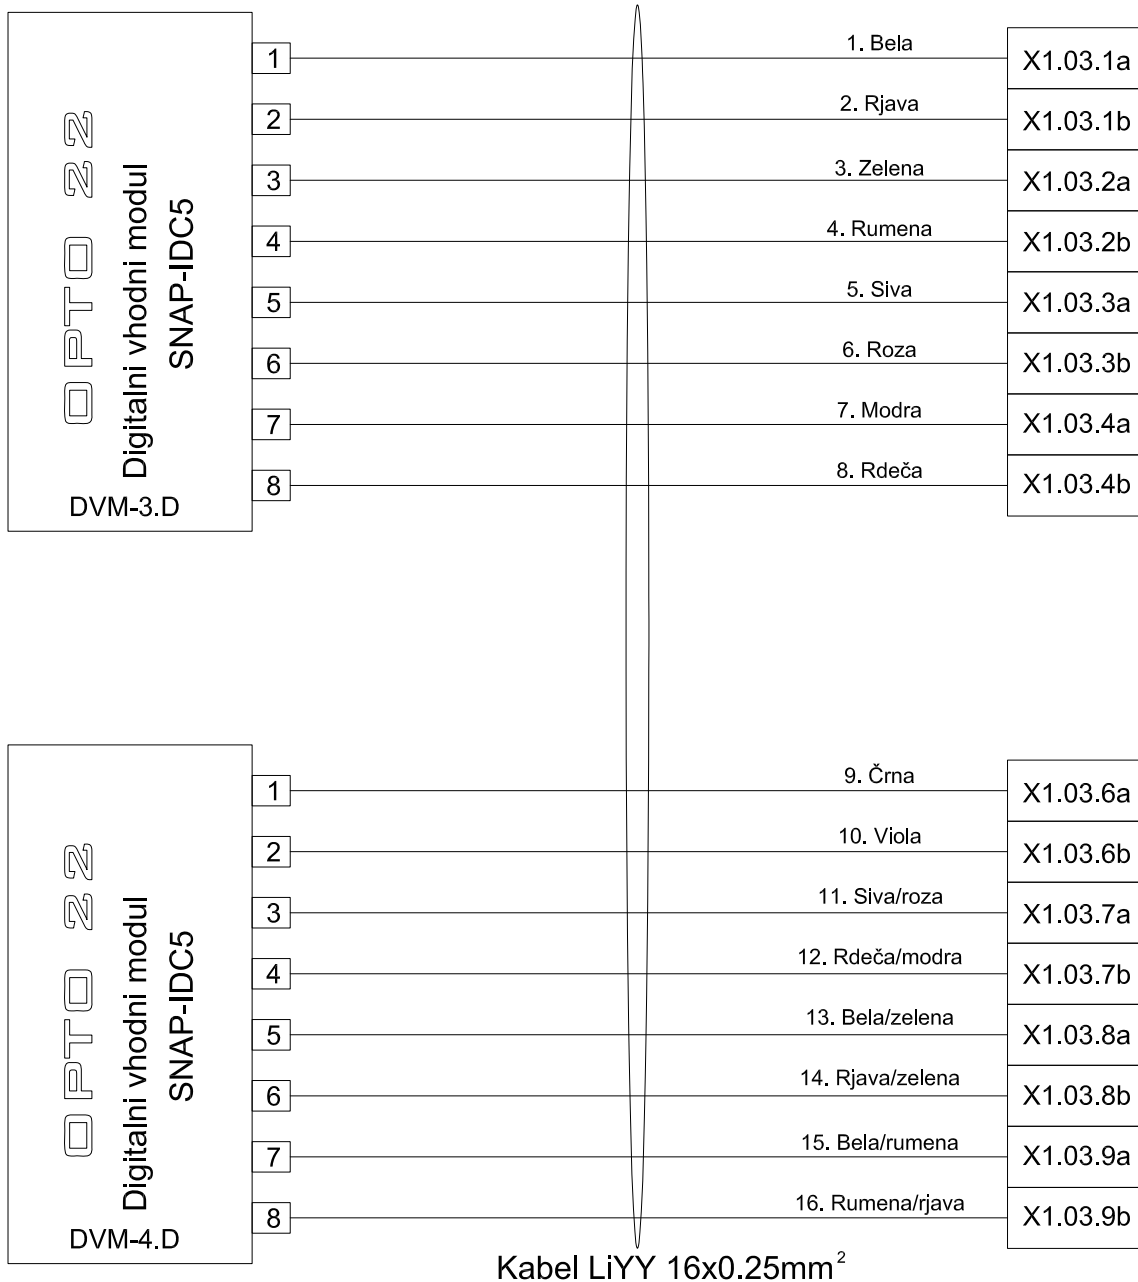 1 1. Bela X1.03.1a
2 2. Rjava X1.03.1b
3 3. Zelena X1.03.2a
4 4. Rumena X1.03.2b
5 5. Siva X1.03.3a
6 6. Roza X1.03.3b
7 7. Modra X1.03.4a
8 8. Rdeča X1.03.4b
OPTO 22
Digitalni vhodni modul
SNAP-IDC5
DVM-3.D
1 9. Črna X1.03.6a
2 10. Viola X1.03.6b
3 11. Siva/roza X1.03.7a
4 12. Rdeča/modra X1.03.7b
5 13. Bela/zelena X1.03.8a
6 14. Rjava/zelena X1.03.8b
7 15. Bela/rumena X1.03.9a
8 16. Rumena/rjava X1.03.9b
OPTO 22
Digitalni vhodni modul
SNAP-IDC5
DVM-4.D
Kabel LiYY 16x0.25mm²